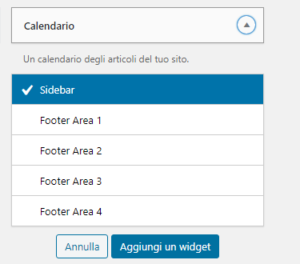 Calendario
Un calendario degli articoli del tuo sito.
Sidebar
Footer Area 1
Footer Area 2
Footer Area 3
Footer Area 4
Annulla Aggiungi un widget